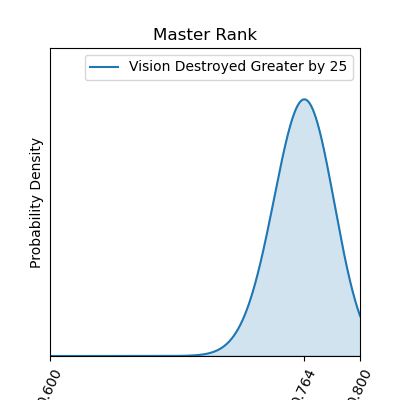 Master Rank
Vision Destroyed Greater by 25
Probability Density
0.600
0.764
0.800